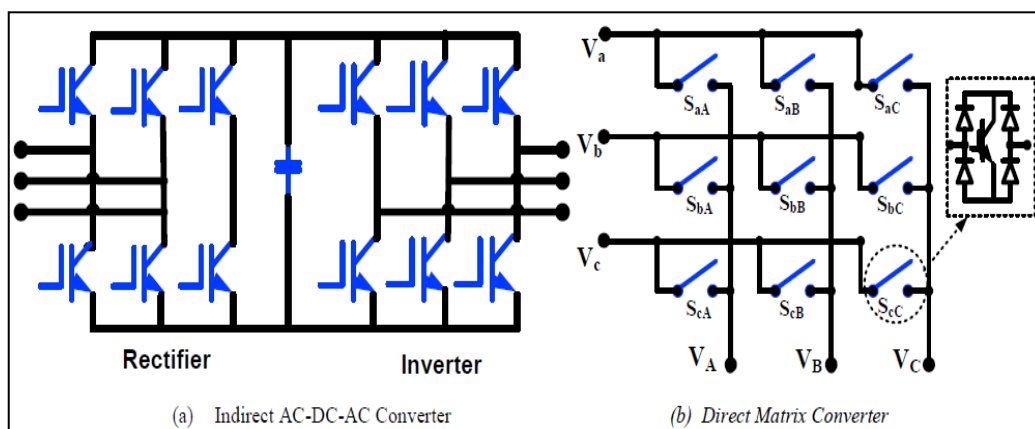 Va
SaA SaB SaC
Vb
SbA SbB SbC
Vc
ScA ScB ScC
Rectifier Inverter
VA VB VC
(a) Indirect AC-DC-AC Converter
(b) Direct Matrix Converter